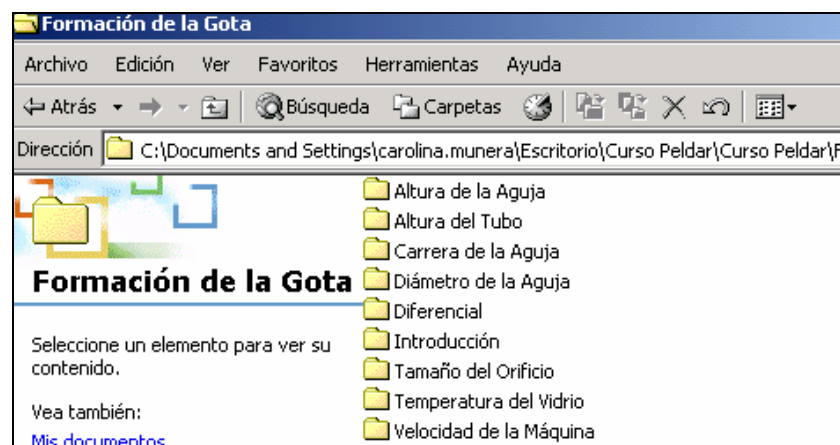 Formación de la Gota
Archivo Edición Ver Favoritos Herramientas Ayuda
Atrás Búsqueda Carpetas
Dirección C:\Documents and Settings\carolina.munera\Escritorio\Curso Peldar\Curso Peldar\F
Formación de la Gota
Seleccione un elemento para ver su
contenido.
Vea también:
Mis documentos
Altura de la Aguja
Altura del Tubo
Carrera de la Aguja
Diámetro de la Aguja
Diferencial
Introducción
Tamaño del Orificio
Temperatura del Vidrio
Velocidad de la Máquina